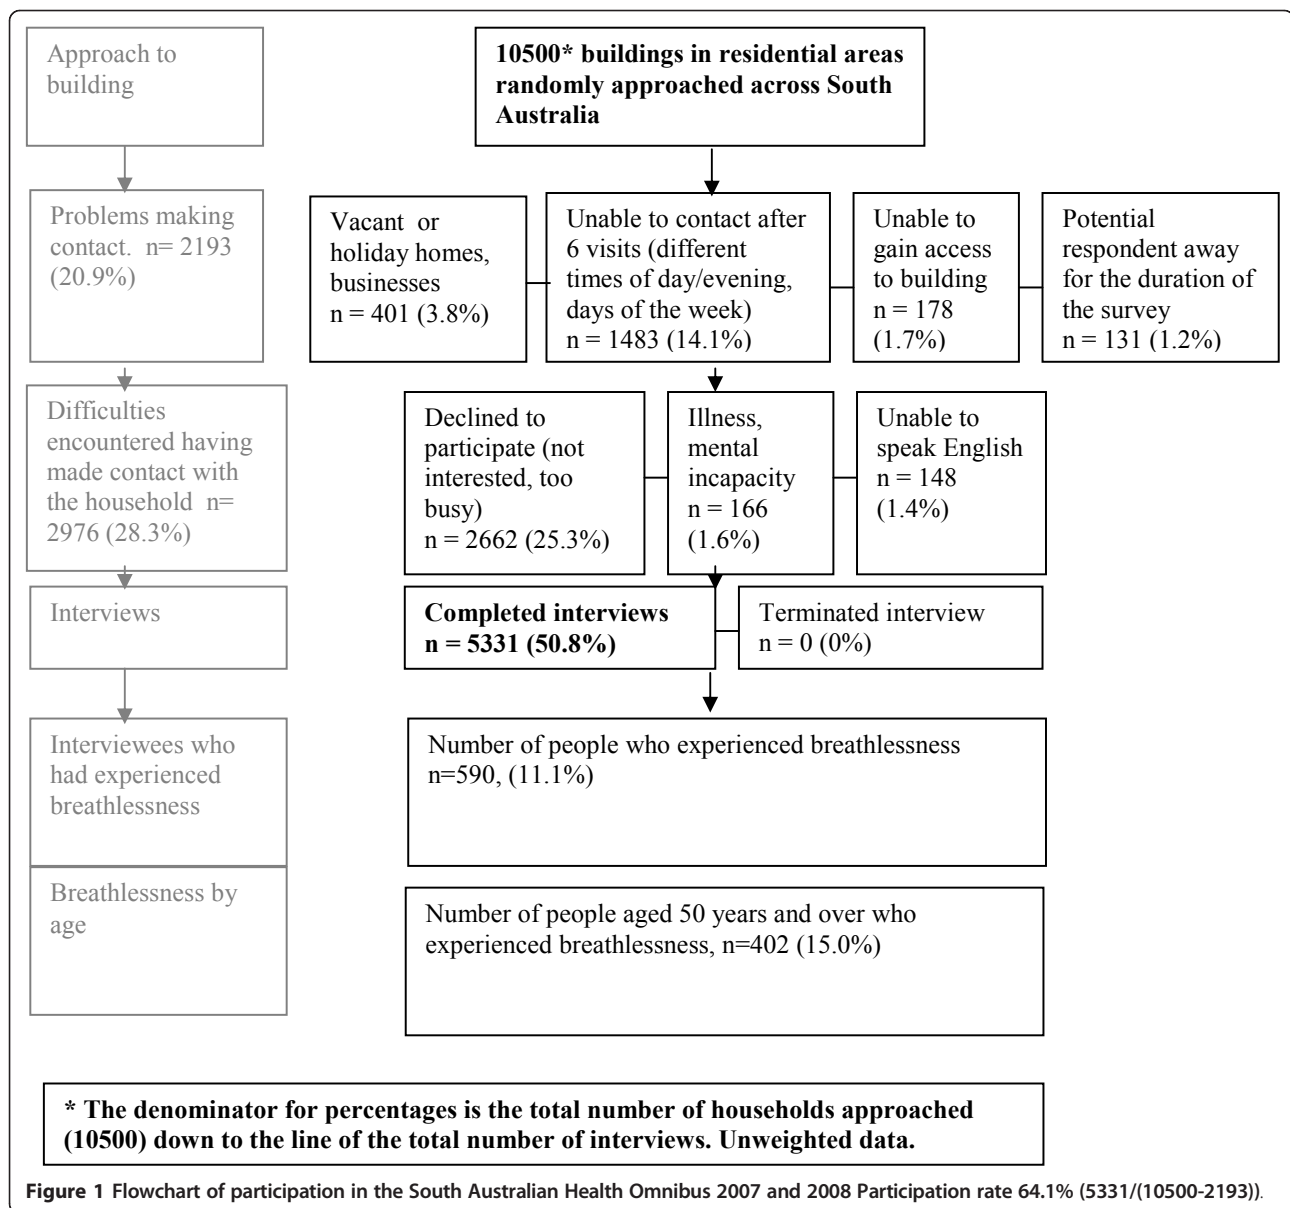 Approach to
building
10500* buildings in residential areas
randomly approached across South
Australia
Problems making
contact.  n= 2193
(20.9%)
Vacant  or
holiday homes,
businesses
n = 401 (3.8%)
Unable to contact after
6 visits (different
times of day/evening,
days of the week)
n = 1483 (14.1%)
Unable to
gain access
to building
n = 178
(1.7%)
Potential
respondent away
for the duration of
the survey
n = 131 (1.2%)
Difficulties
encountered having
made contact with
the household  n=
2976 (28.3%)
Declined to
participate (not
interested, too
busy)
n = 2662 (25.3%)
Illness,
mental
incapacity
n = 166
(1.6%)
Unable to
speak English
n = 148
(1.4%)
Interviews
Completed interviews
n = 5331 (50.8%)
Terminated interview
n = 0 (0%)
Interviewees who
had experienced
breathlessness
Number of people who experienced breathlessness
n=590, (11.1%)
Breathlessness by
age
Number of people aged 50 years and over who
experienced breathlessness, n=402 (15.0%)
* The denominator for percentages is the total number of households approached
(10500) down to the line of the total number of interviews. Unweighted data.
Figure 1 Flowchart of participation in the South Australian Health Omnibus 2007 and 2008 Participation rate 64.1% (5331/(10500-2193)).